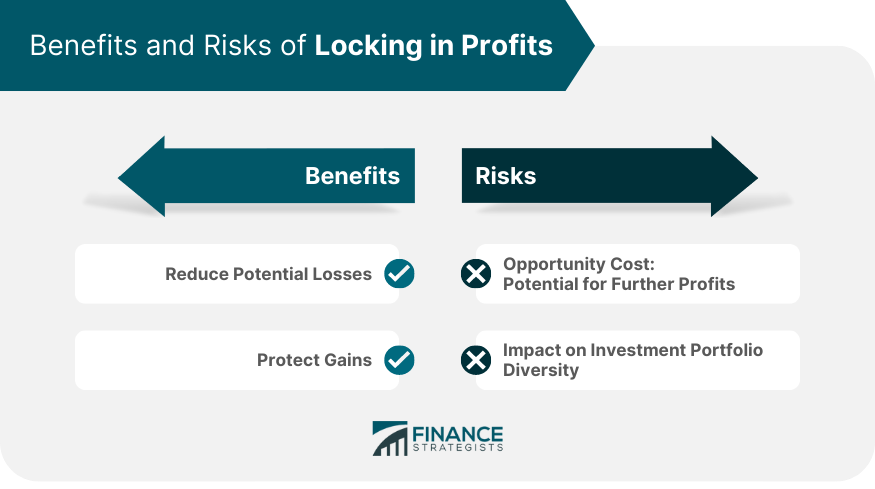 Benefits and Risks of Locking in Profits
Benefits
Risks
Reduce Potential Losses
Opportunity Cost:
Potential for Further Profits
Protect Gains
Impact on Investment Portfolio
Diversity
FINANCE
STRATEGISTS